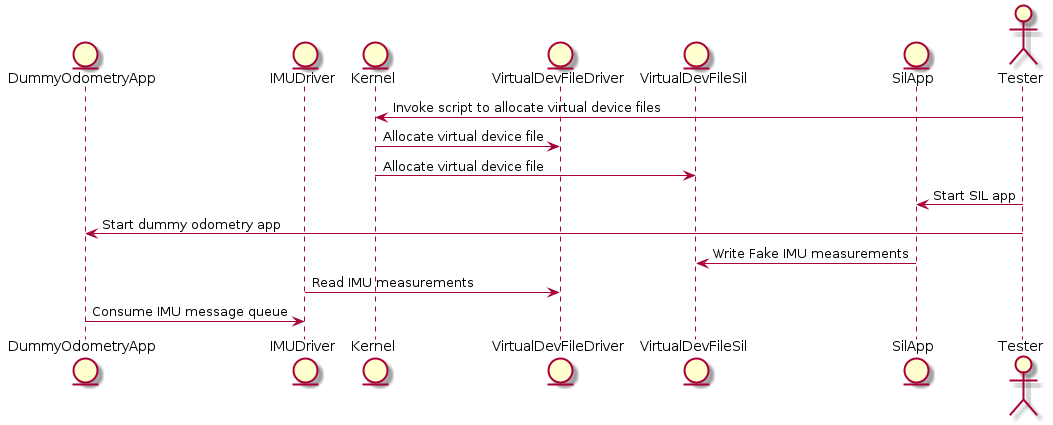 DummyOdometryApp IMUDriver Kernel VirtualDevFileDriver VirtualDevFileSil SilApp Tester
Invoke script to allocate virtual device files
Allocate virtual device file
Allocate virtual device file
Start SIL app
Start dummy odometry app
Write Fake IMU measurements
Read IMU measurements
Consume IMU message queue
DummyOdometryApp IMUDriver Kernel VirtualDevFileDriver VirtualDevFileSil SilApp Tester